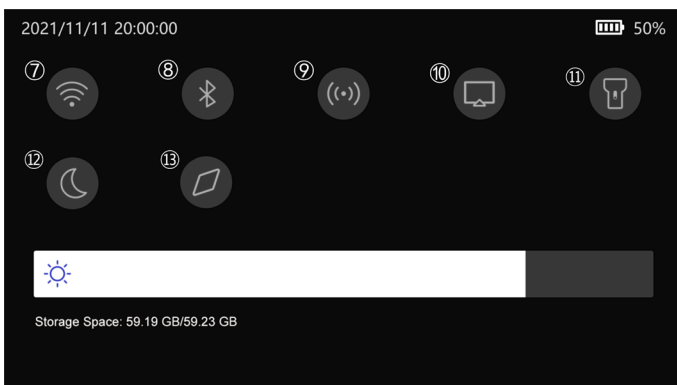 2021/11/11 20:00:00 50%
⑦ ⑧ ⑨ ⑩ ⑪
⑫ ⑬
Storage Space: 59.19 GB/59.23 GB